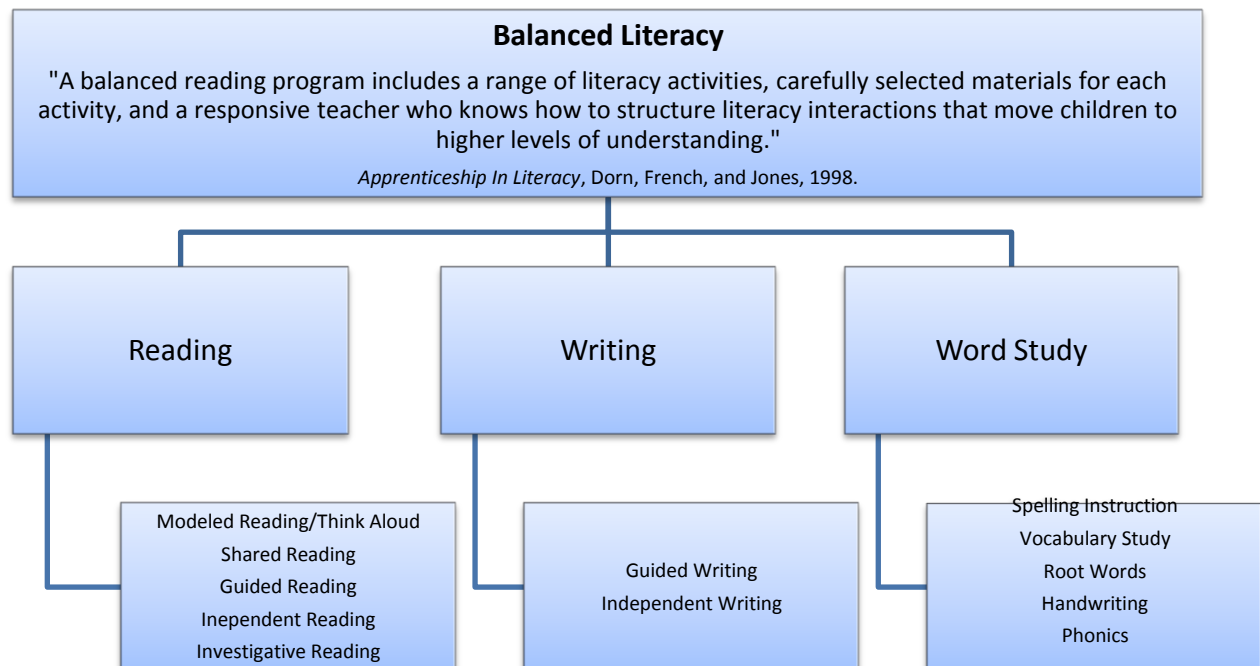 Balanced Literacy
"A balanced reading program includes a range of literacy activities, carefully selected materials for each
activity, and a responsive teacher who knows how to structure literacy interactions that move children to
higher levels of understanding."
Apprenticeship In Literacy, Dorn, French, and Jones, 1998.
Reading
Writing
Word Study
Modeled Reading/Think Aloud
Shared Reading
Guided Reading
Inependent Reading
Investigative Reading
Guided Writing
Independent Writing
Spelling Instruction
Vocabulary Study
Root Words
Handwriting
Phonics